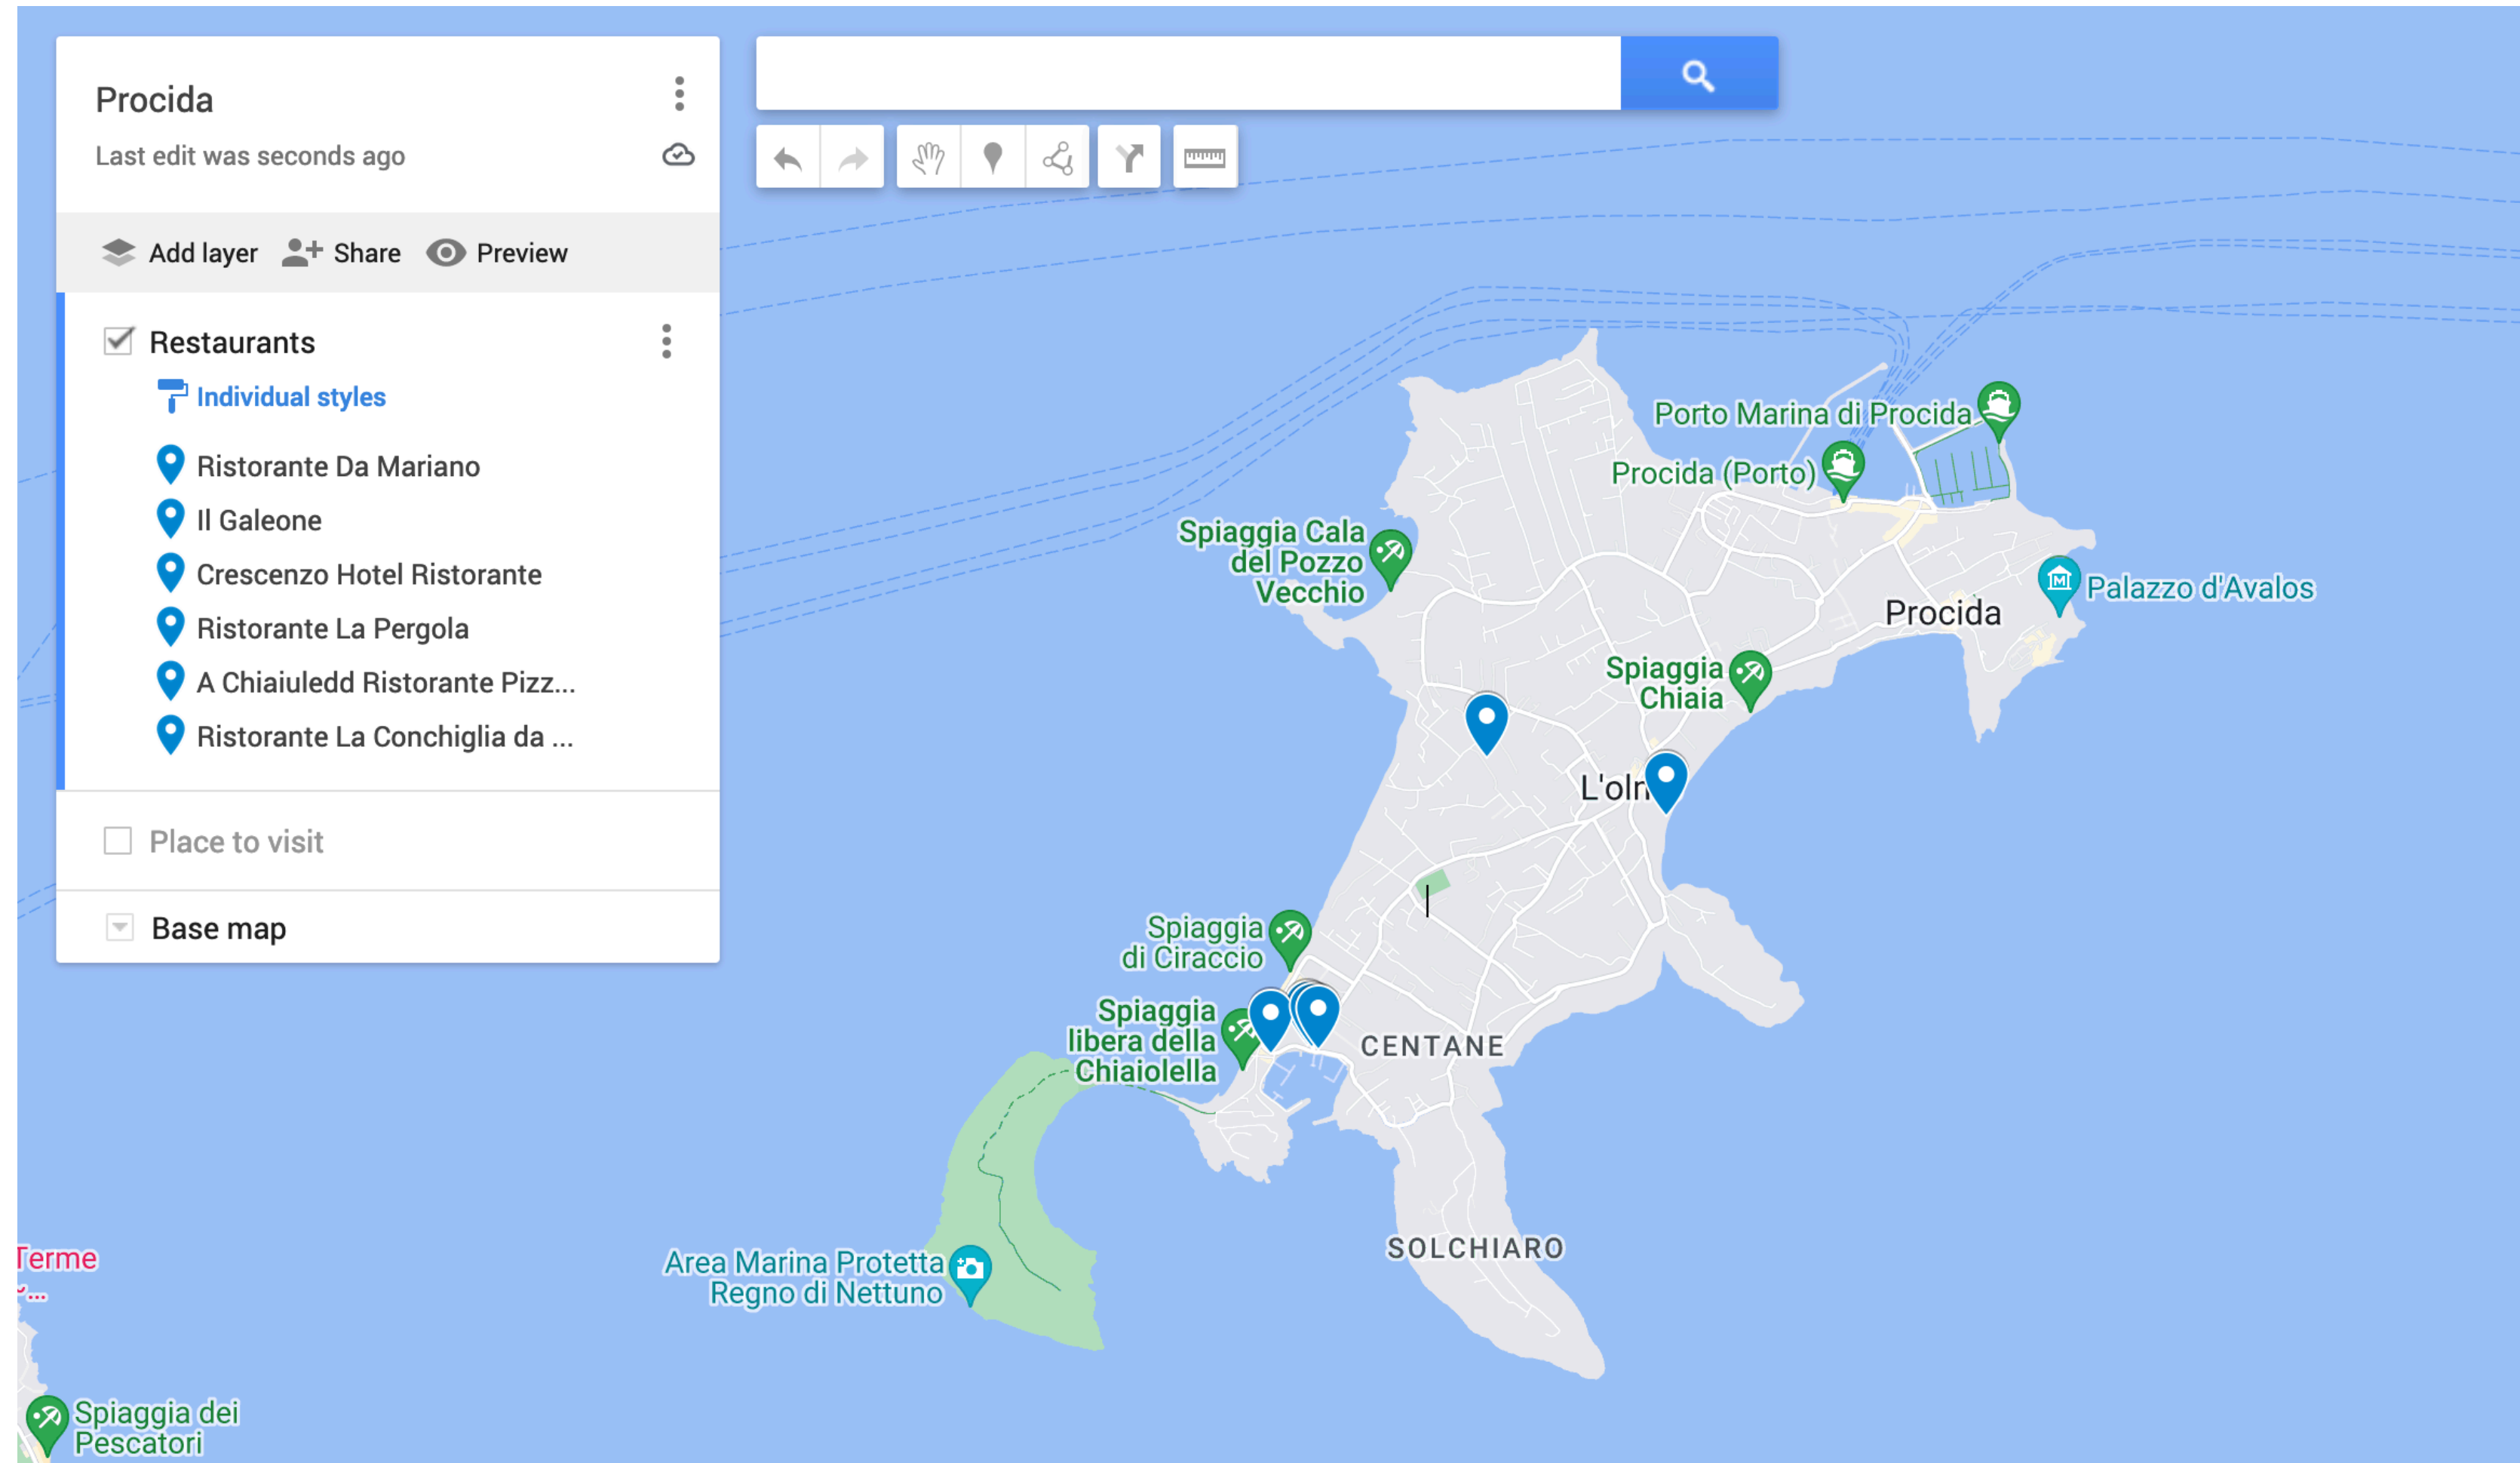 Procida
Last edit was seconds ago
Add layer
Share
Preview
Restaurants
Individual styles
Ristorante Da Mariano
Il Galeone
Crescenzo Hotel Ristorante
Ristorante La Pergola
A Chiaiuledd Ristorante Pizz...
Ristorante La Conchiglia da ...
Place to visit
Base map
Porto Marina di Procida
Procida (Porto)
Spiaggia Cala
del Pozzo
Vecchio
Palazzo d'Avalos
Procida
Spiaggia
Chiaia
L'oln
Spiaggia
di Ciraccio
Spiaggia
libera della
Chiaiolella
CENTANE
SOLCHIARO
Area Marina Protetta
Regno di Nettuno
Terme
Spiaggia dei
Pescatori